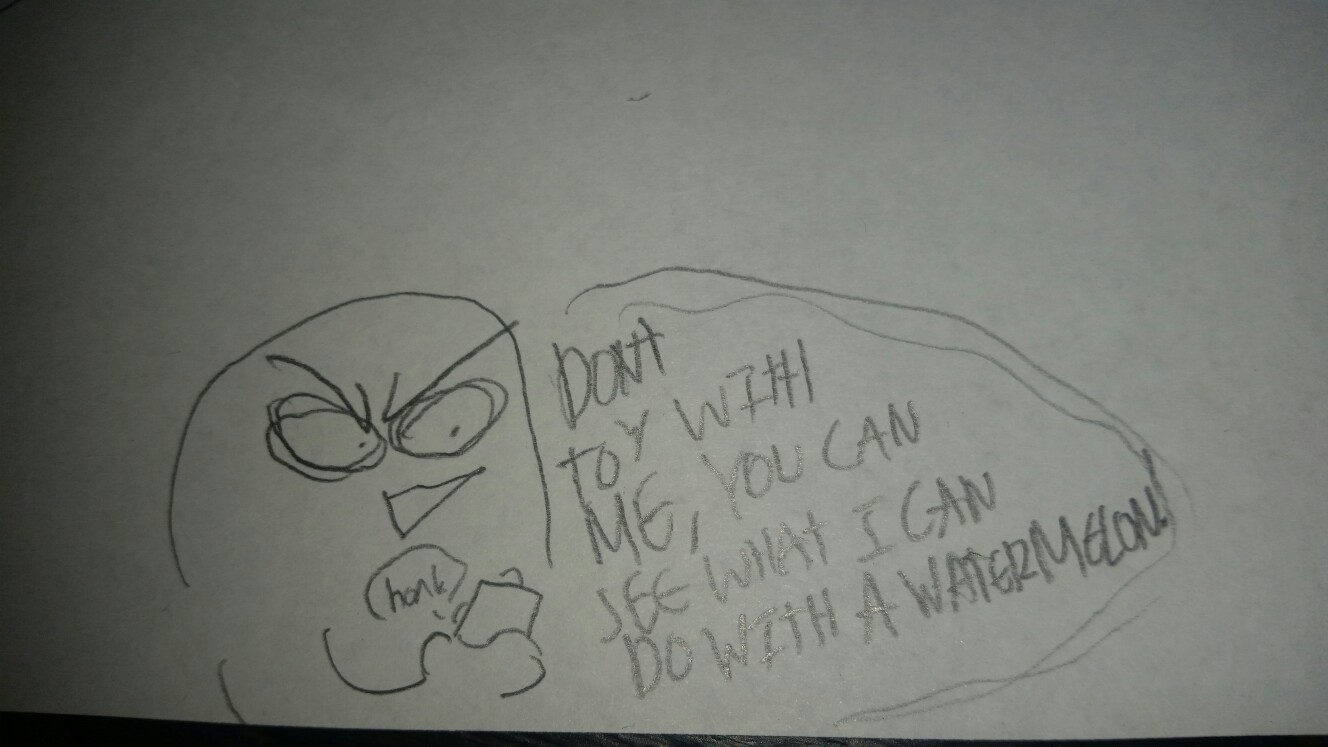 honk
DONT
TOY WITH
ME, YOU CAN
SEE WHAT I CAN
DO WITH A WATERMELON!